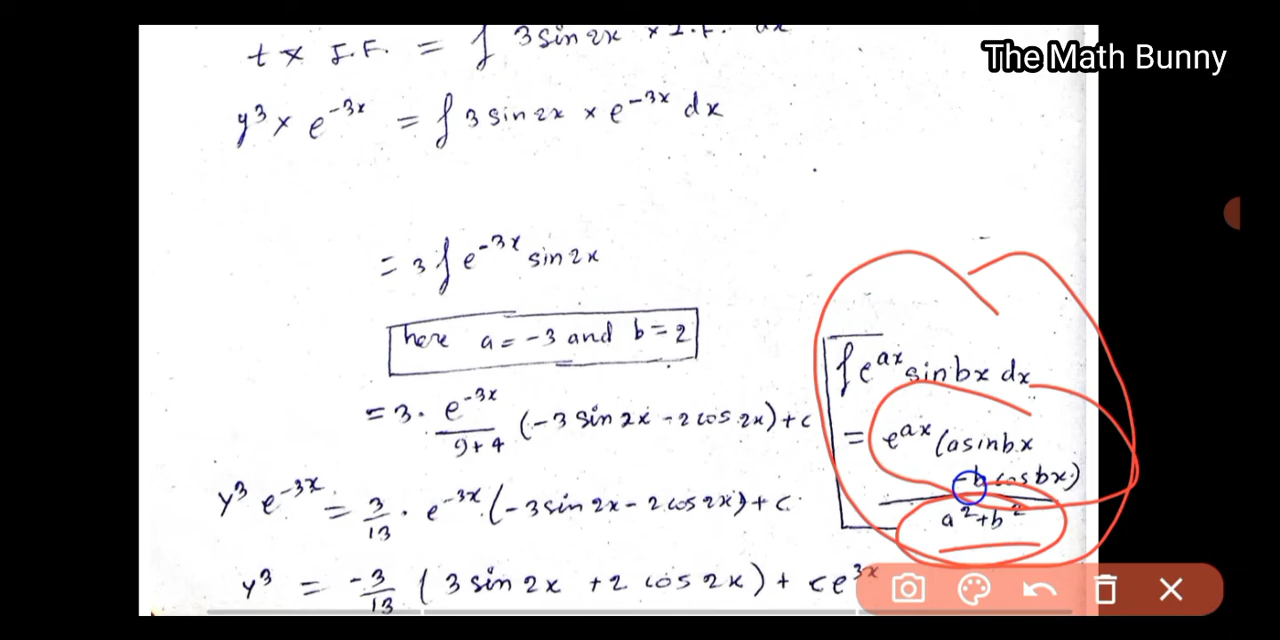 t × I.F. = ∫ 3 sin 2x × I.F. dx
The Math Bunny
y³ × e^{-3x} = ∫ 3 sin 2x × e^{-3x} dx
= 3 ∫ e^{-3x} sin 2x
here a = -3 and b = 2
= 3 · e^{-3x}/(9+4) (-3 sin 2x - 2 cos 2x) + c
y³ e^{-3x} = 3/13 · e^{-3x} (-3 sin 2x - 2 cos 2x) + c.
y³ = -3/13 ( 3 sin 2x + 2 cos 2x) + c e^{3x}
∫ e^{ax} sin bx dx
= e^{ax} (a sin bx
- b cos bx)
a² + b²